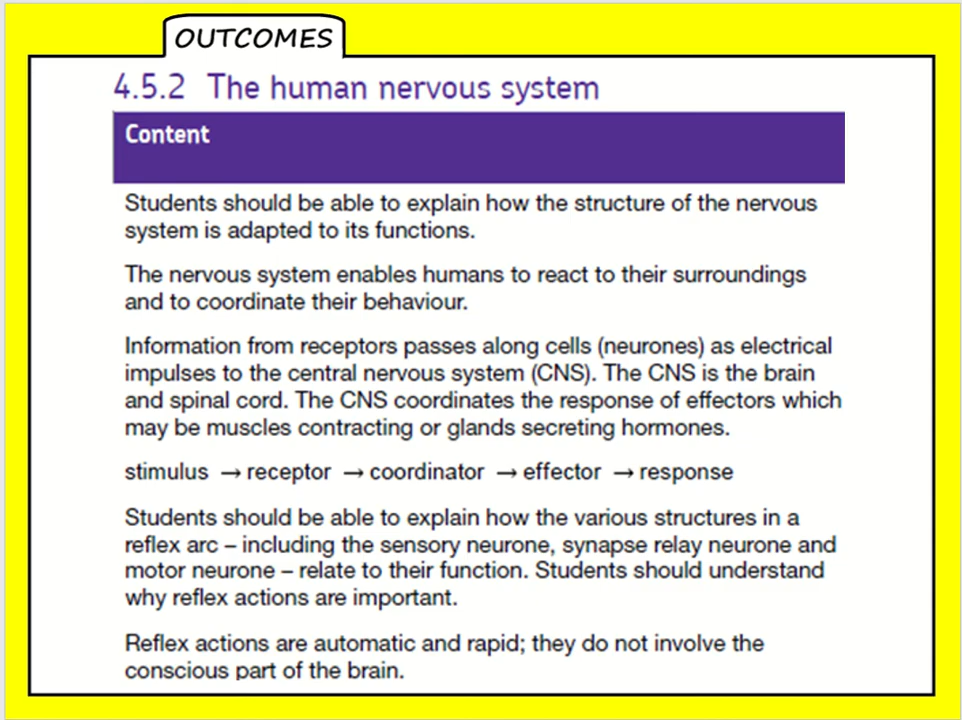 OUTCOMES
4.5.2 The human nervous system
Content
Students should be able to explain how the structure of the nervous
system is adapted to its functions.
The nervous system enables humans to react to their surroundings
and to coordinate their behaviour.
Information from receptors passes along cells (neurones) as electrical
impulses to the central nervous system (CNS). The CNS is the brain
and spinal cord. The CNS coordinates the response of effectors which
may be muscles contracting or glands secreting hormones.
stimulus → receptor → coordinator → effector → response
Students should be able to explain how the various structures in a
reflex arc – including the sensory neurone, synapse relay neurone and
motor neurone – relate to their function. Students should understand
why reflex actions are important.
Reflex actions are automatic and rapid; they do not involve the
conscious part of the brain.